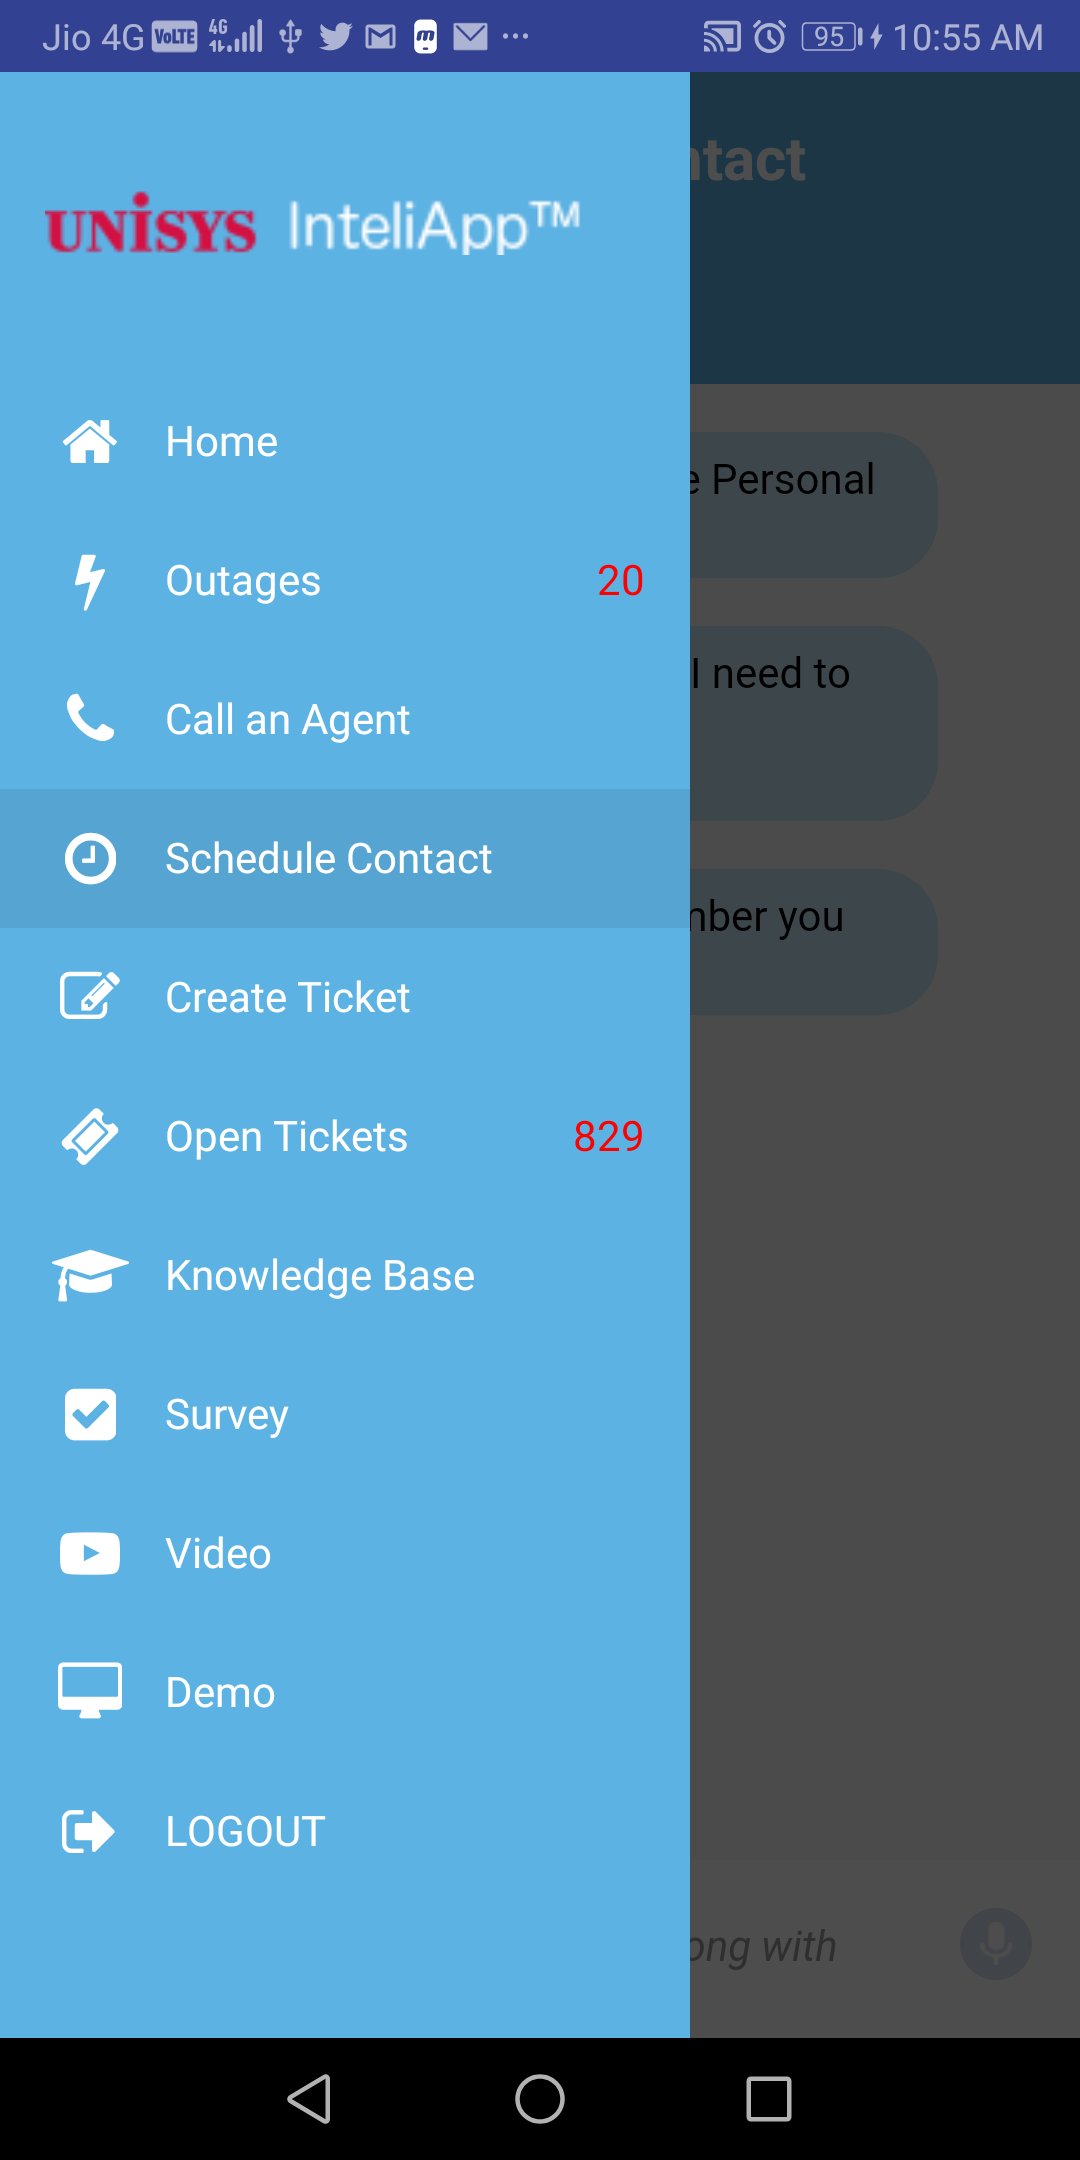 Jio 4G VoLTE 4G 95 10:55 AM
ntact
UNISYS InteliApp™
Home
e Personal
Outages 20
I need to
Call an Agent
Schedule Contact
mber you
Create Ticket
Open Tickets 829
Knowledge Base
Survey
Video
Demo
LOGOUT
ong with